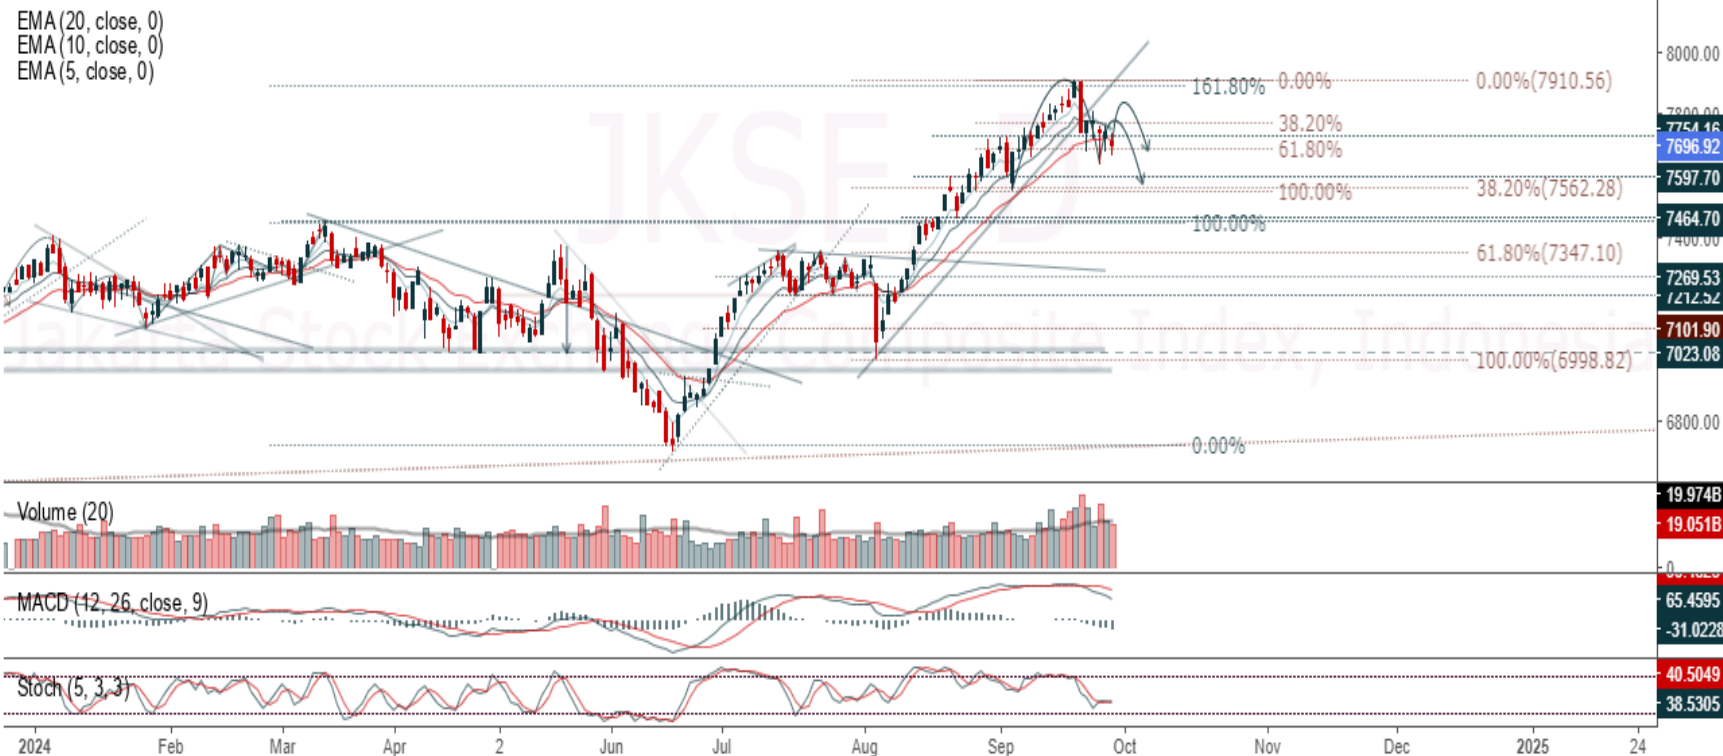 EMA (20, close, 0)
EMA (10, close, 0)
EMA (5, close, 0)
JKSE D
Jakarta Stock Exchange Composite Index, Indonesia
8000.00
0.00%
0.00%(7910.56)
161.80%
7800.00
38.20%
7754.16
7696.92
61.80%
7597.70
38.20%(7562.28)
100.00%
7464.70
100.00%
7400.00
61.80%(7347.10)
7269.53
7212.52
7101.90
7023.08
100.00%(6998.82)
6800.00
0.00%
19.974B
Volume (20)
19.051B
0
MACD (12, 26, close, 9)
65.4595
-31.0228
40.5049
Stoch (5, 3, 3)
38.5305
2024 Feb Mar Apr 2 Jun Jul Aug Sep Oct Nov Dec 2025 24